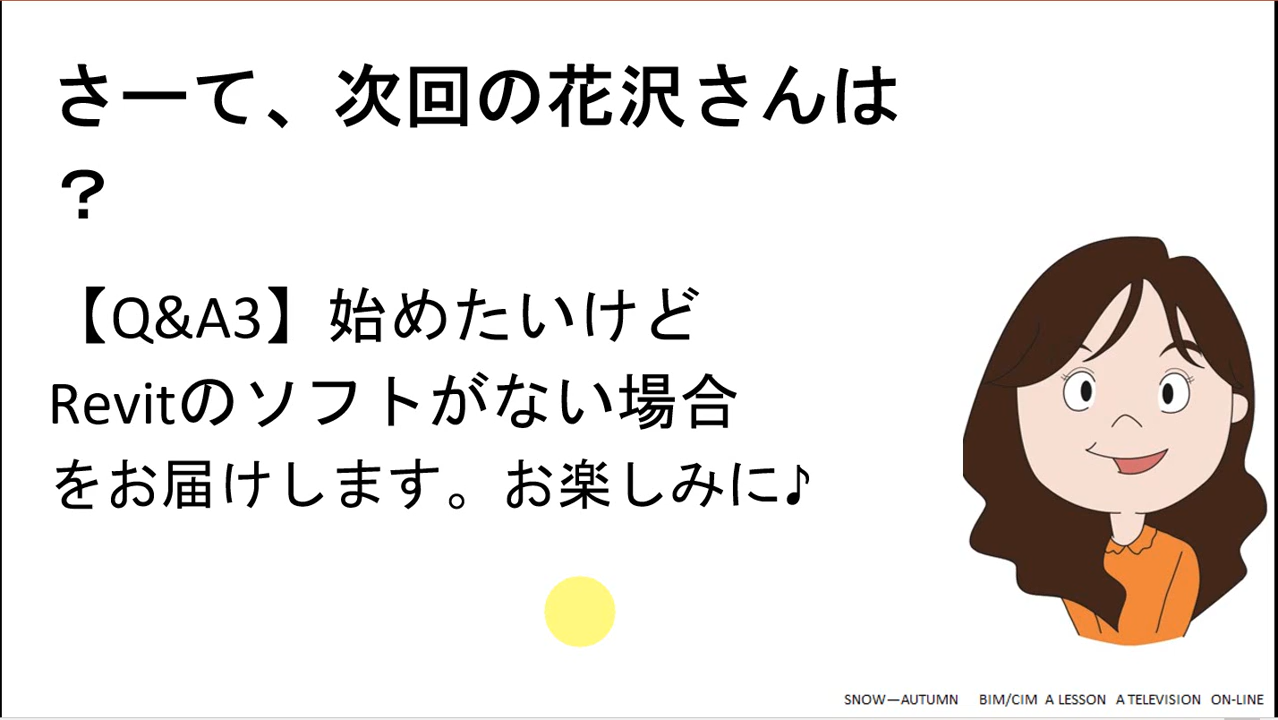 さーて、次回の花沢さんは
？
【Q&A3】始めたいけど
Revitのソフトがない場合
をお届けします。お楽しみに♪
SNOW—AUTUMN BIM/CIM A LESSON A TELEVISION ON-LINE